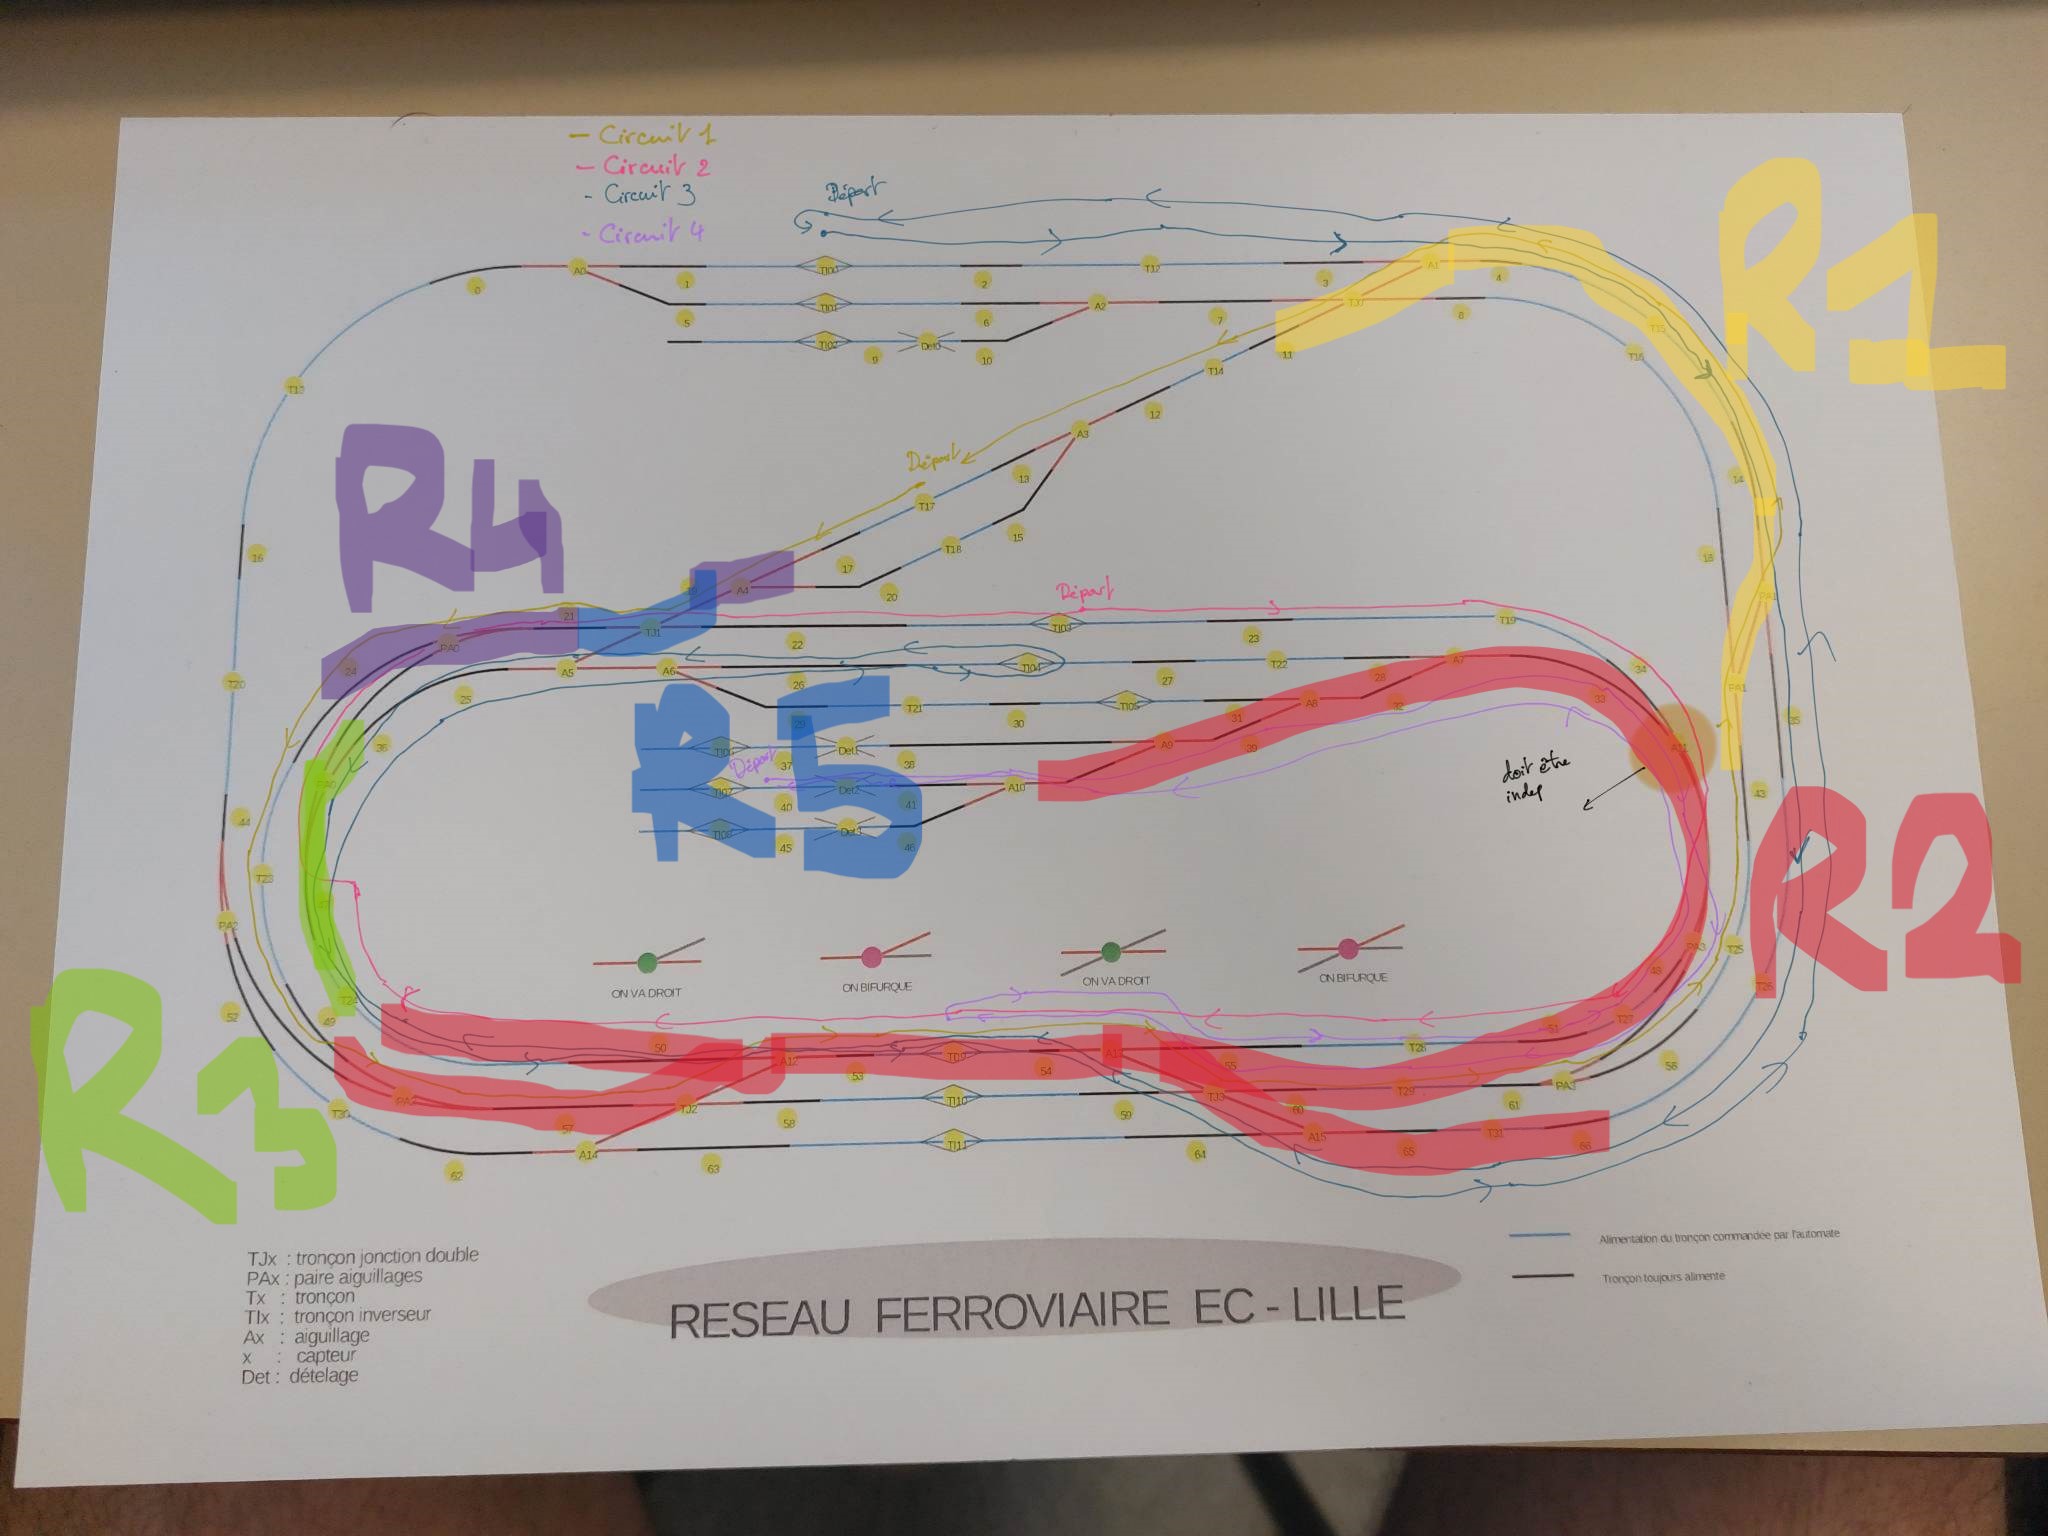 - Circuit 1
- Circuit 2
- Circuit 3
- Circuit 4
Départ
R1
A0 1 TI00 2 T12 3 A1 4
0 5 TI01 6 A2 7 TJ0 8
TI02 9 Det0 10 11
T15
T16
T13
T14
12
A3
Départ
13
14
T17
15
T18
16
17
18
R4
A4
20
Départ
PA1
21
TJ1
22
TI03
23
T19
PA0
24
A5
A6
TI04
T22
A7
34
25
26
27
28
T20
PA1
T21
30
TI05
31
A8
32
33
35
36
R5
TI06
Det1
37
38
A9
39
A11
Départ
TI07
Det2
40
41
A10
doit être
indep
43
44
TI08
Det3
45
46
R2
T23
PA2
PA3
T25
T26
48
ON VA DROIT
ON BIFURQUE
ON VA DROIT
ON BIFURQUE
R3
52
49
T24
50
A12
53
TI09
54
55
T28
51
T27
56
T30
PA2
57
TJ2
58
TI10
59
TJ3
60
T29
61
PA3
62
A14
63
TI11
64
A15
65
T31
66
TJx : tronçon jonction double
PAx : paire aiguillages
Tx : tronçon
TIx : tronçon inverseur
Ax : aiguillage
x : capteur
Det : dételage
RESEAU FERROVIAIRE EC - LILLE
Alimentation du tronçon commandée par l'automate
Tronçon toujours alimenté